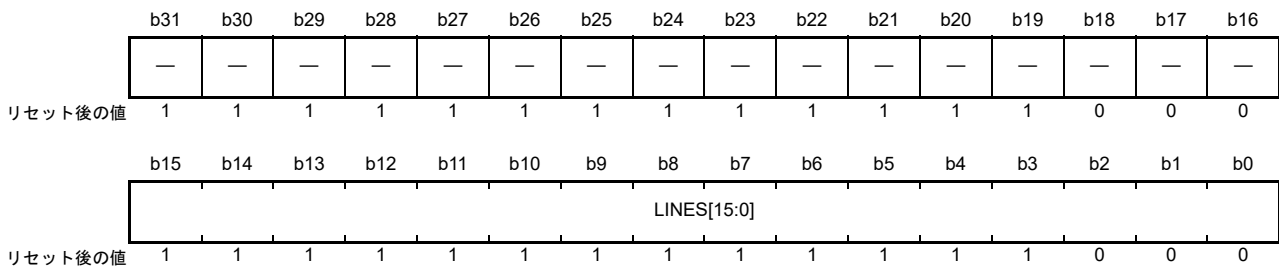 b31 b30 b29 b28 b27 b26 b25 b24 b23 b22 b21 b20 b19 b18 b17 b16
— — — — — — — — — — — — — — — —
リセット後の値 1 1 1 1 1 1 1 1 1 1 1 1 1 0 0 0
b15 b14 b13 b12 b11 b10 b9 b8 b7 b6 b5 b4 b3 b2 b1 b0
LINES[15:0]
リセット後の値 1 1 1 1 1 1 1 1 1 1 1 1 1 0 0 0